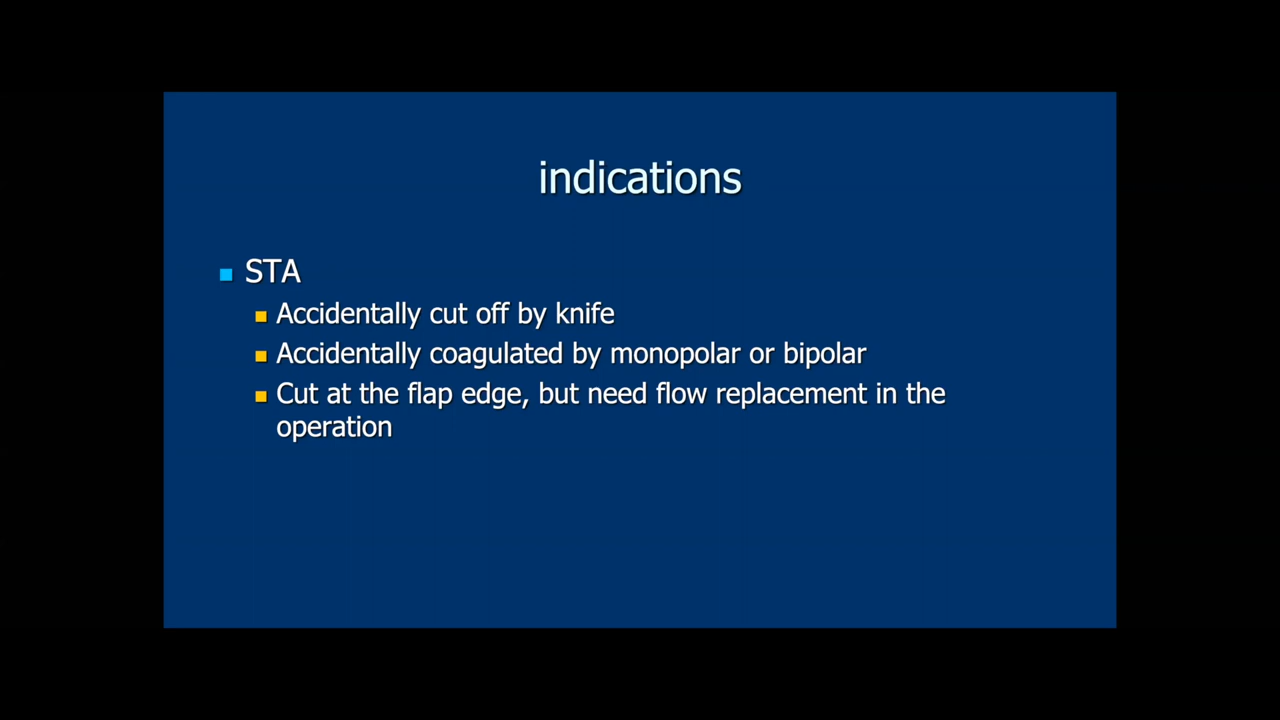 indications
STA
Accidentally cut off by knife
Accidentally coagulated by monopolar or bipolar
Cut at the flap edge, but need flow replacement in the
operation